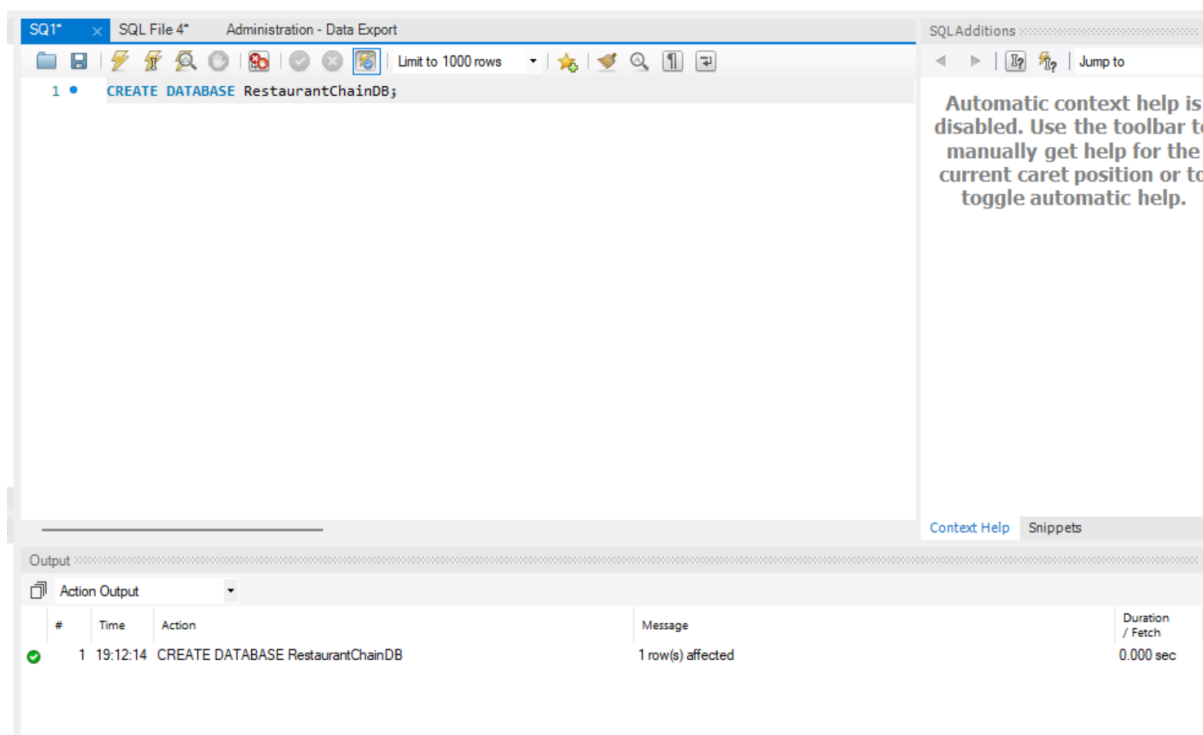 SQ1* SQL File 4* Administration - Data Export
Limit to 1000 rows
1 CREATE DATABASE RestaurantChainDB;
SQLAdditions
Jump to
Automatic context help is
disabled. Use the toolbar to
manually get help for the
current caret position or to
toggle automatic help.
Context Help Snippets
Output
Action Output
# Time Action Message Duration
/ Fetch
1 19:12:14 CREATE DATABASE RestaurantChainDB 1 row(s) affected 0.000 sec